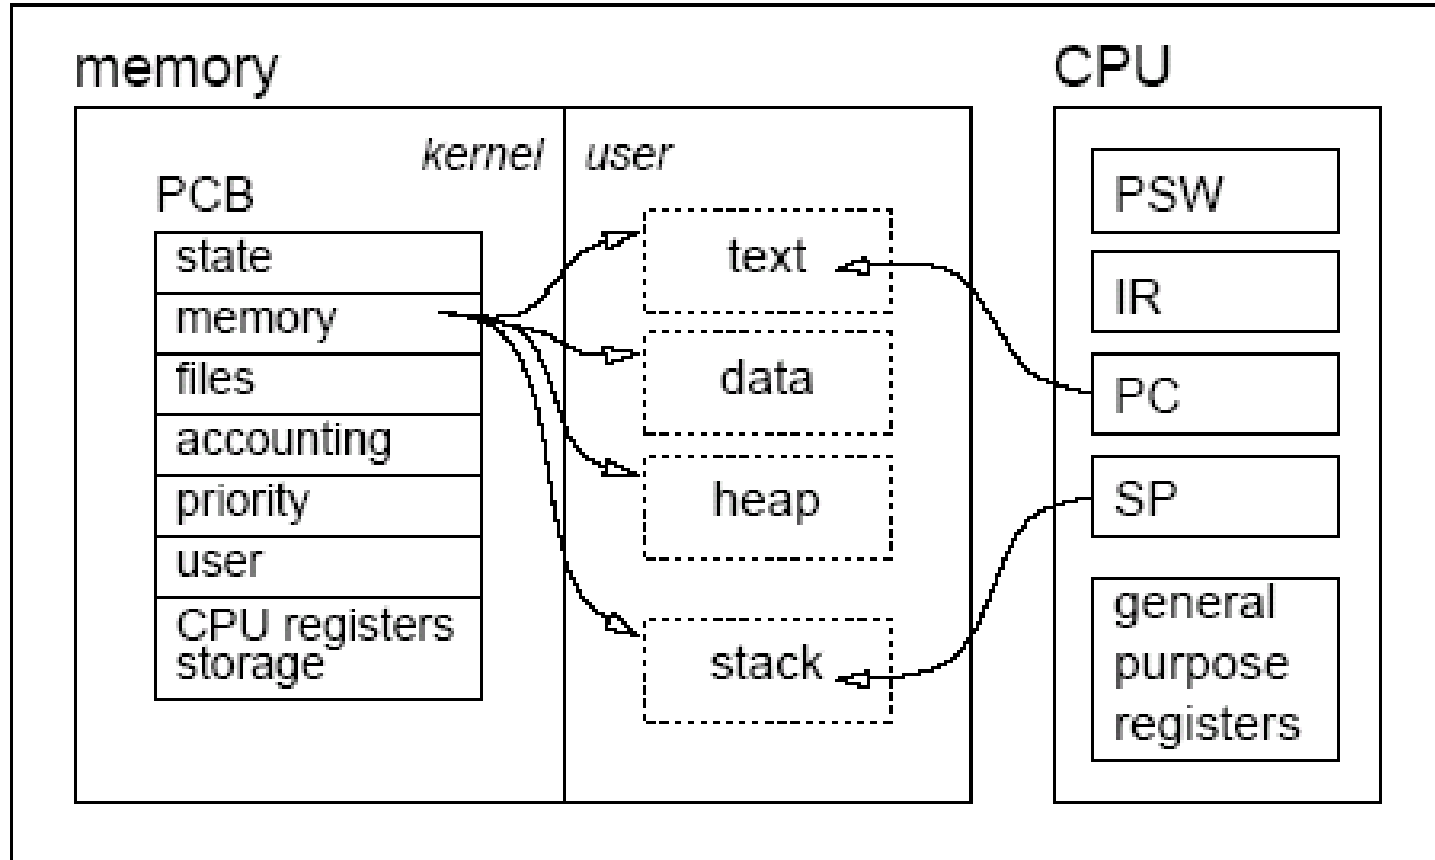 memory
kernel
PCB
state
memory
files
accounting
priority
user
CPU registers
storage
user
text
data
heap
stack
CPU
PSW
IR
PC
SP
general
purpose
registers